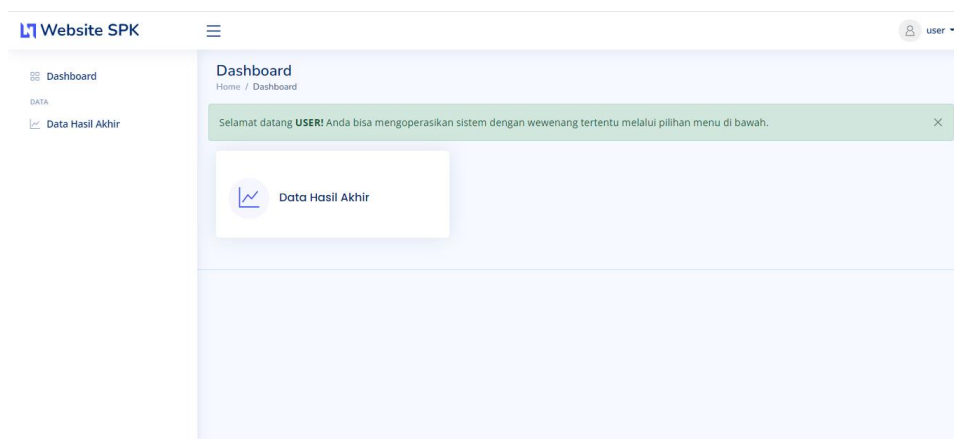 Website SPK
user
Dashboard
DATA
Data Hasil Akhir
Dashboard
Home / Dashboard
Selamat datang USER! Anda bisa mengoperasikan sistem dengan wewenang tertentu melalui pilihan menu di bawah.
Data Hasil Akhir